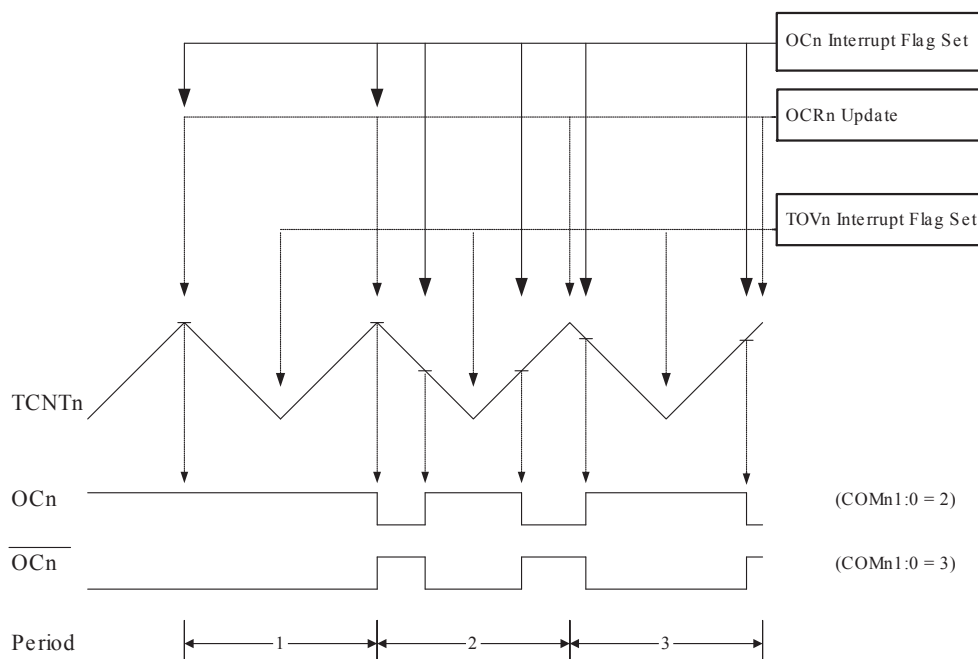 OCn Interrupt Flag Set
OCRn Update
TOVn Interrupt Flag Set
TCNTn
OCn
(COMn1:0 = 2)
OCn
(COMn1:0 = 3)
Period
1
2
3